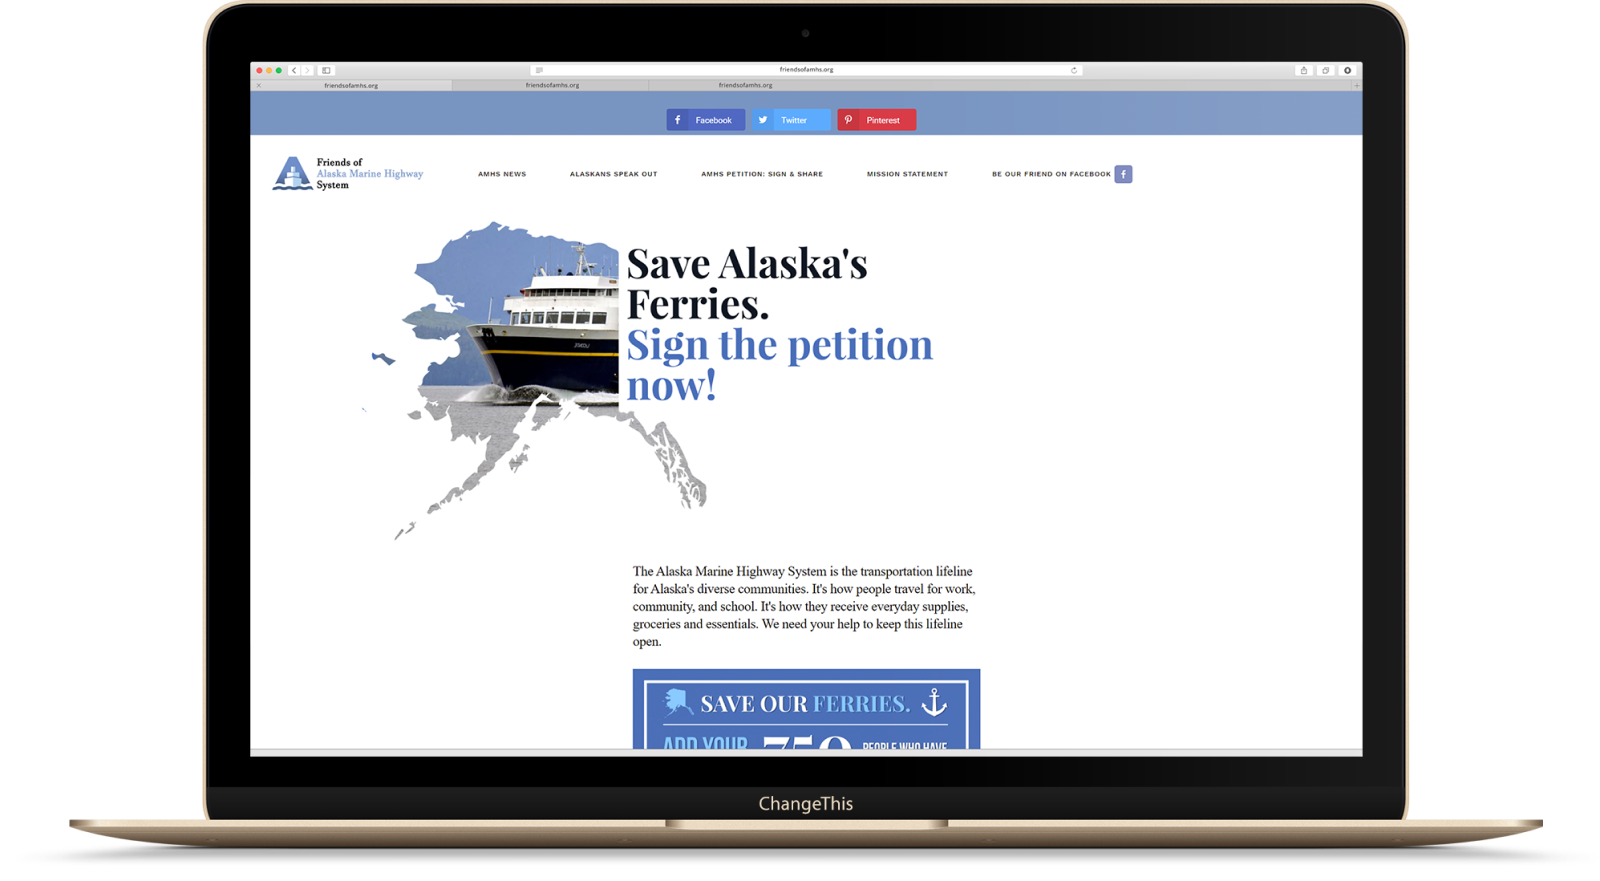 friendsofamhs.org
friendsofamhs.org
friendsofamhs.org
friendsofamhs.org
Facebook
Twitter
Pinterest
Friends of
Alaska Marine Highway
System
AMHS NEWS
ALASKANS SPEAK OUT
AMHS PETITION: SIGN & SHARE
MISSION STATEMENT
BE OUR FRIEND ON FACEBOOK
Save Alaska's
Ferries.
Sign the petition
now!
The Alaska Marine Highway System is the transportation lifeline
for Alaska's diverse communities. It's how people travel for work,
community, and school. It's how they receive everyday supplies,
groceries and essentials. We need your help to keep this lifeline
open.
SAVE OUR FERRIES.
ADD YOUR 750 PEOPLE WHO HAVE
ChangeThis